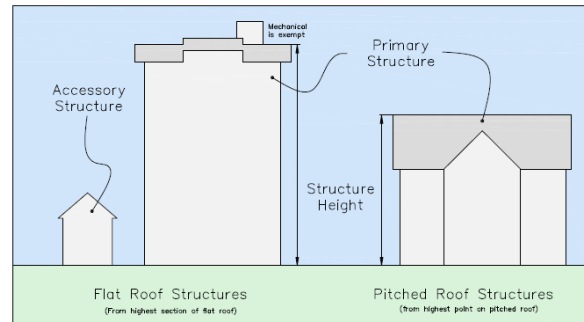 Mechanical
is exempt
Primary
Structure
Accessory
Structure
Structure
Height
Flat Roof Structures
(From highest section of flat roof)
Pitched Roof Structures
(from highest point on pitched roof)